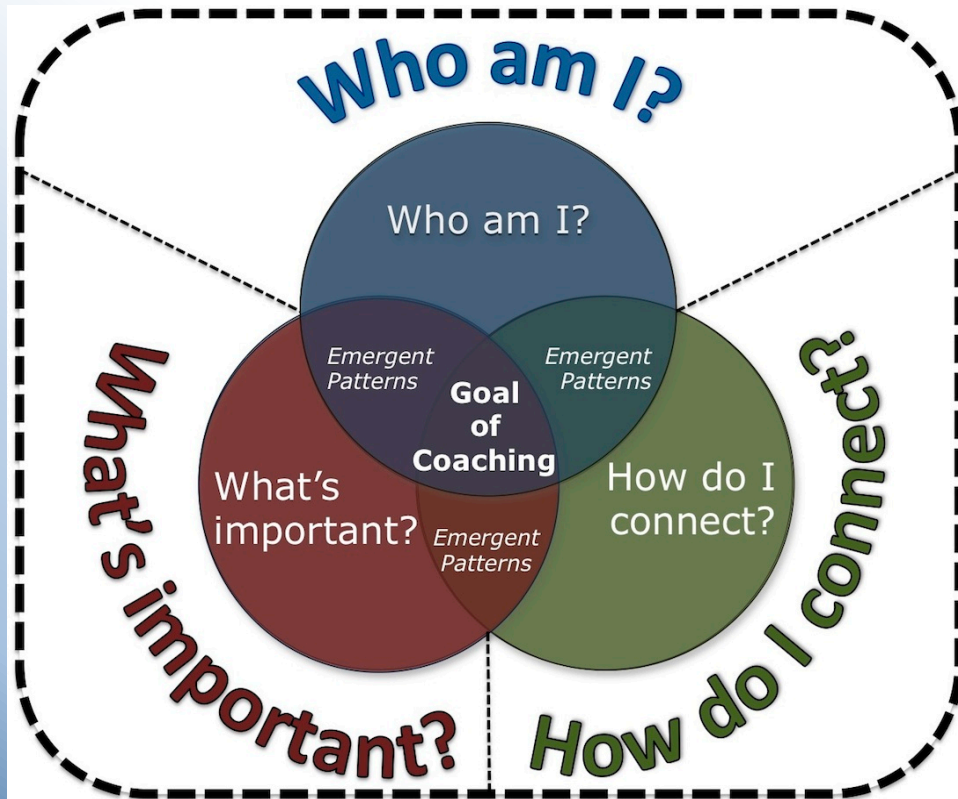 Who am I?
Who am I?
Emergent
Patterns
Emergent
Patterns
Goal
of
Coaching
What's
important?
How do I
connect?
Emergent
Patterns
What's important?
How do I connect?